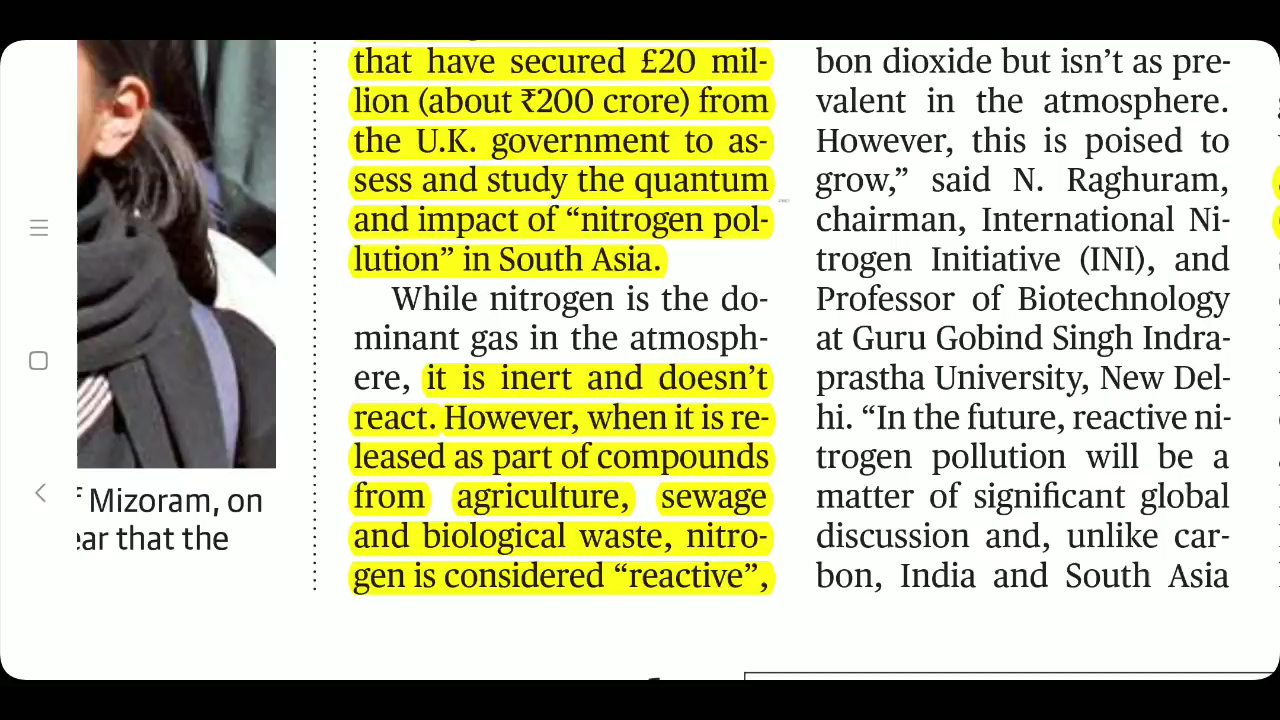 that have secured £20 mil-
lion (about ₹200 crore) from
the U.K. government to as-
sess and study the quantum
and impact of “nitrogen pol-
lution” in South Asia.
While nitrogen is the do-
minant gas in the atmosph-
ere, it is inert and doesn’t
react. However, when it is re-
leased as part of compounds
from agriculture, sewage
and biological waste, nitro-
gen is considered “reactive”,
bon dioxide but isn’t as pre-
valent in the atmosphere.
However, this is poised to
grow,” said N. Raghuram,
chairman, International Ni-
trogen Initiative (INI), and
Professor of Biotechnology
at Guru Gobind Singh Indra-
prastha University, New Del-
hi. “In the future, reactive ni-
trogen pollution will be a
matter of significant global
discussion and, unlike car-
bon, India and South Asia
f Mizoram, on
ear that the